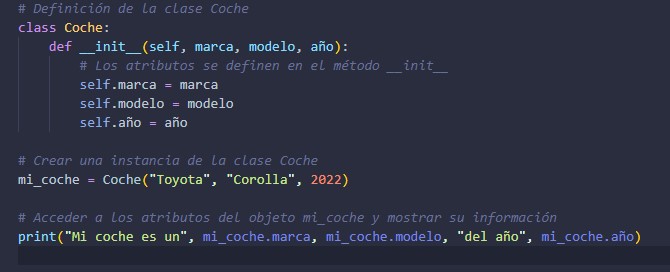 # Definición de la clase Coche
class Coche:
    def __init__(self, marca, modelo, año):
        # Los atributos se definen en el método __init__
        self.marca = marca
        self.modelo = modelo
        self.año = año

# Crear una instancia de la clase Coche
mi_coche = Coche("Toyota", "Corolla", 2022)

# Acceder a los atributos del objeto mi_coche y mostrar su información
print("Mi coche es un", mi_coche.marca, mi_coche.modelo, "del año", mi_coche.año)